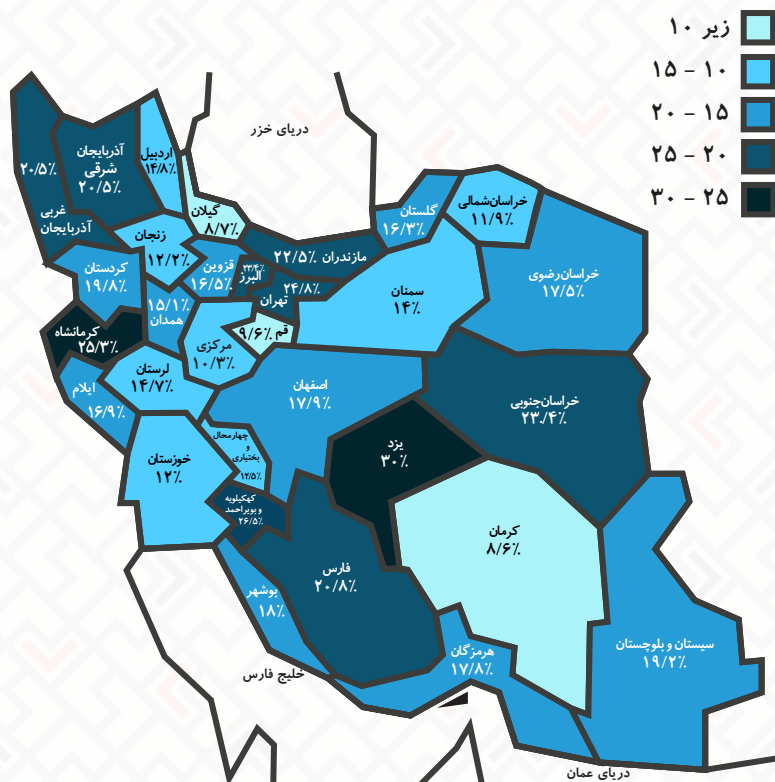 زیر ۱۰
۱۰ - ۱۵
۱۵ - ۲۰
۲۰ - ۲۵
۲۵ - ۳۰
دریای خزر
۲۰/۵٪
غربی
آذربایجان
آذربایجان
شرقی
۲۰/۵٪
اردبیل
۱۴/۸٪
گیلان
۸/۷٪
زنجان
۱۲/۲٪
کردستان
۱۹/۸٪
قزوین
۱۶/۵٪
۲۳/۴٪
البرز
مازندران ۲۲/۵٪
۲۴/۸٪
تهران
گلستان
۱۶/۳٪
خراسان‌شمالی
۱۱/۹٪
خراسان‌رضوی
۱۷/۵٪
سمنان
۱۴٪
کرمانشاه
۲۵/۳٪
۱۵/۱٪
همدان
مرکزی
۱۰/۳٪
قم ۹/۶٪
ایلام
۱۶/۹٪
لرستان
۱۴/۷٪
اصفهان
۱۷/۹٪
خراسان‌جنوبی
۲۳/۴٪
یزد
۳۰٪
چهارمحال
و
بختیاری
۱۲/۵٪
خوزستان
۱۲٪
کهکیلویه
و بویراحمد
۲۶/۵٪
کرمان
۸/۶٪
فارس
۲۰/۸٪
بوشهر
۱۸٪
هرمزگان
۱۷/۸٪
سیستان و بلوچستان
۱۹/۲٪
خلیج فارس
دریای عمان